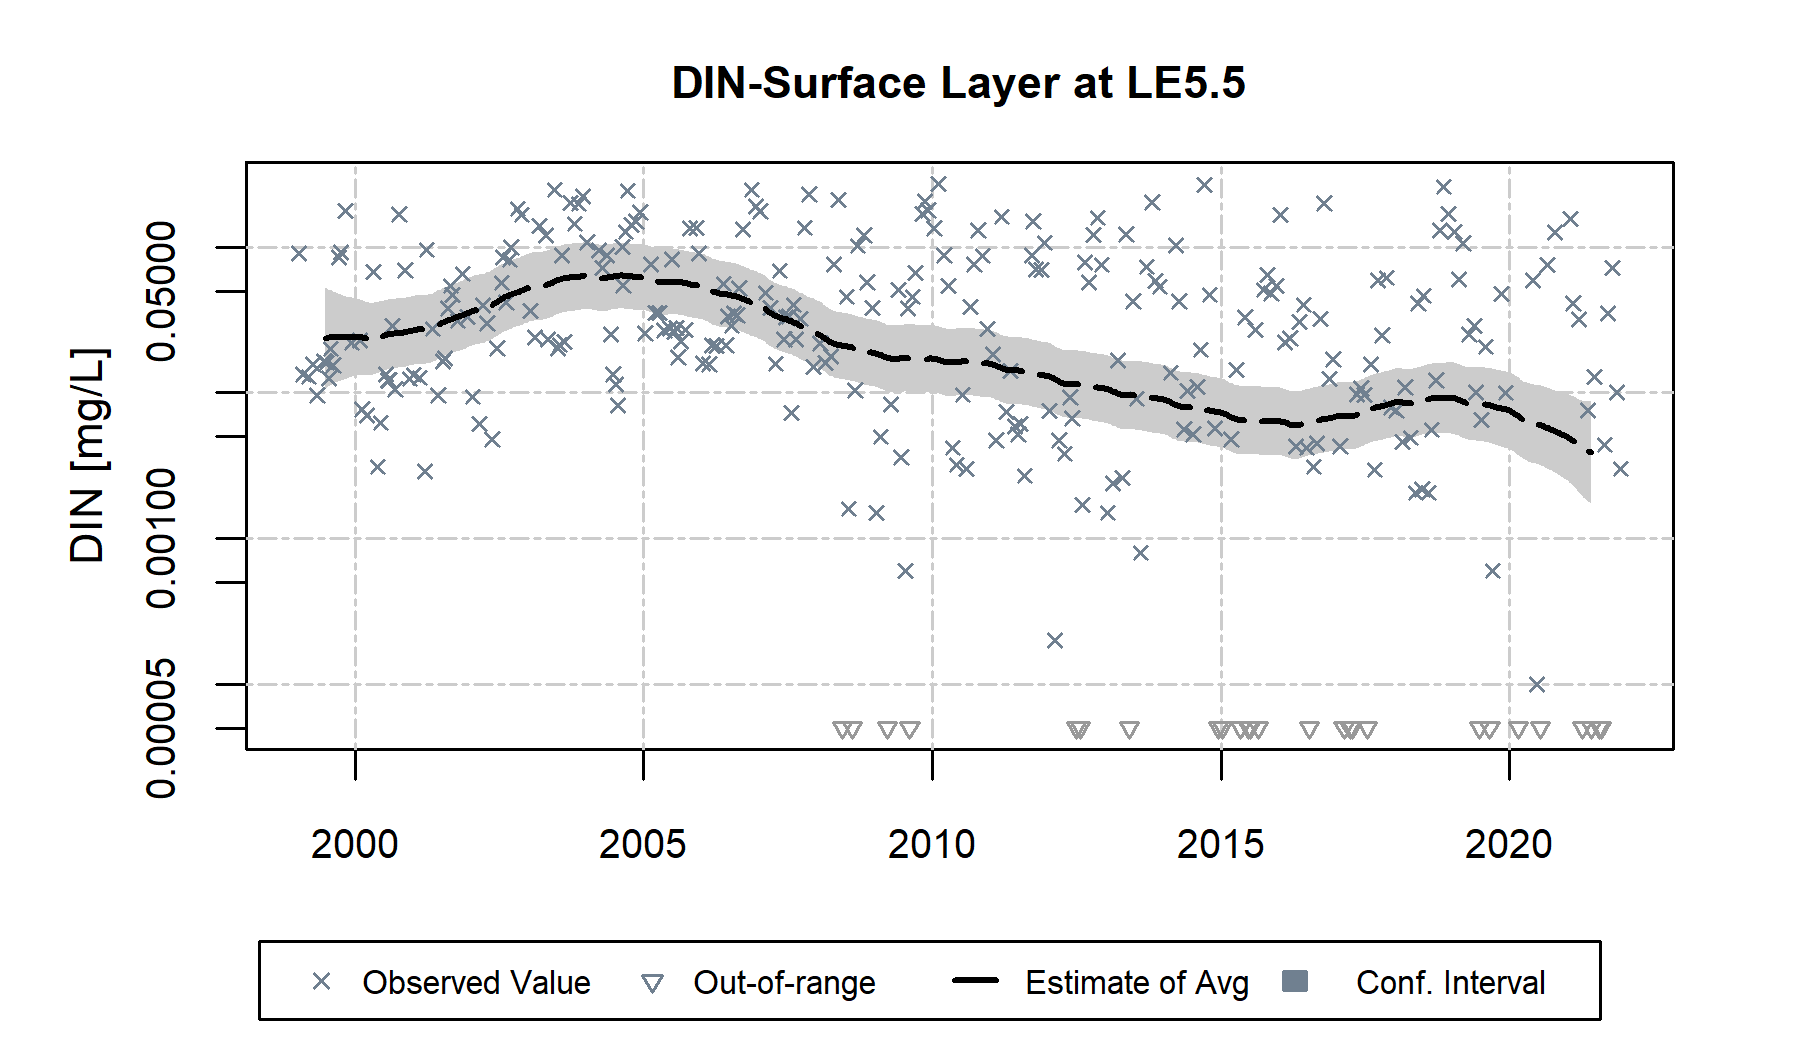 DIN-Surface Layer at LE5.5
DIN [mg/L]
0.05000
0.00100
0.00005
2000 2005 2010 2015 2020
Observed Value Out-of-range Estimate of Avg Conf. Interval